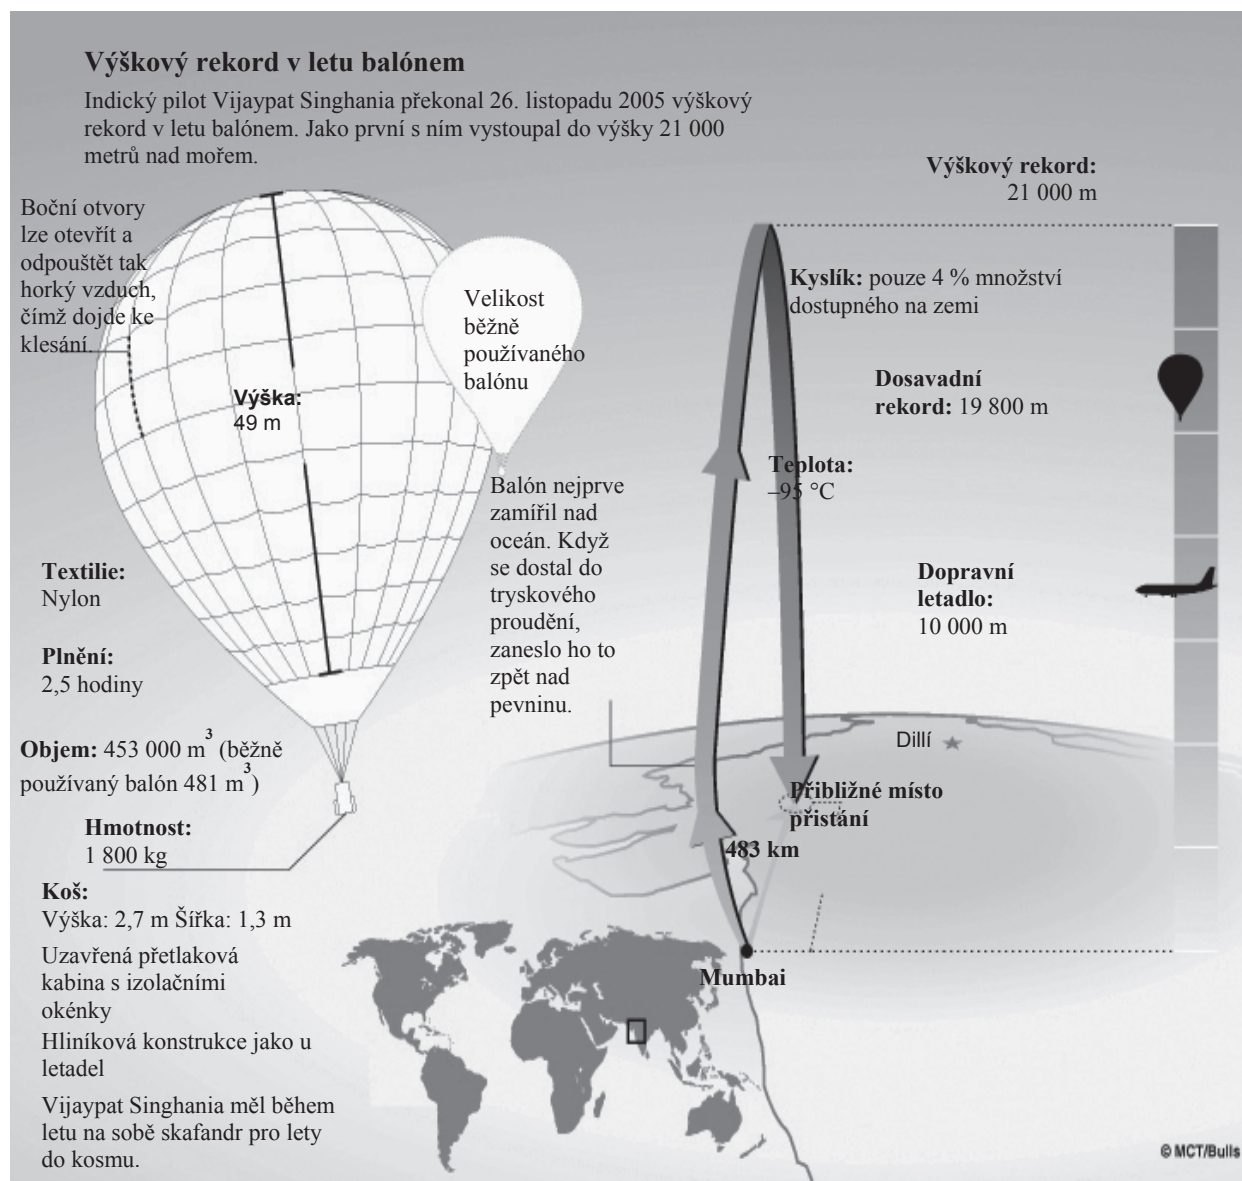 Výškový rekord v letu balónem
Indický pilot Vijaypat Singhania překonal 26. listopadu 2005 výškový
rekord v letu balónem. Jako první s ním vystoupal do výšky 21 000
metrů nad mořem.
Výškový rekord:
21 000 m
Boční otvory
lze otevřít a
odpouštět tak
horký vzduch,
čímž dojde ke
klesání.
Velikost
běžně
používaného
balónu
Výška:
49 m
Kyslík: pouze 4 % množství
dostupného na zemi
Dosavadní
rekord: 19 800 m
Teplota:
–95 °C
Balón nejprve
zamířil nad
oceán. Když
se dostal do
tryskového
proudění,
zaneslo ho to
zpět nad
pevninu.
Textilie:
Nylon
Dopravní
letadlo:
10 000 m
Plnění:
2,5 hodiny
Objem: 453 000 m³ (běžně
používaný balón 481 m³)
Dillí
Přibližné místo
přistání
483 km
Hmotnost:
1 800 kg
Koš:
Výška: 2,7 m Šířka: 1,3 m
Uzavřená přetlaková
kabina s izolačními
okénky
Hliníková konstrukce jako u
letadel
Vijaypat Singhania měl během
letu na sobě skafandr pro lety
do kosmu.
Mumbai
© MCT/Bulls